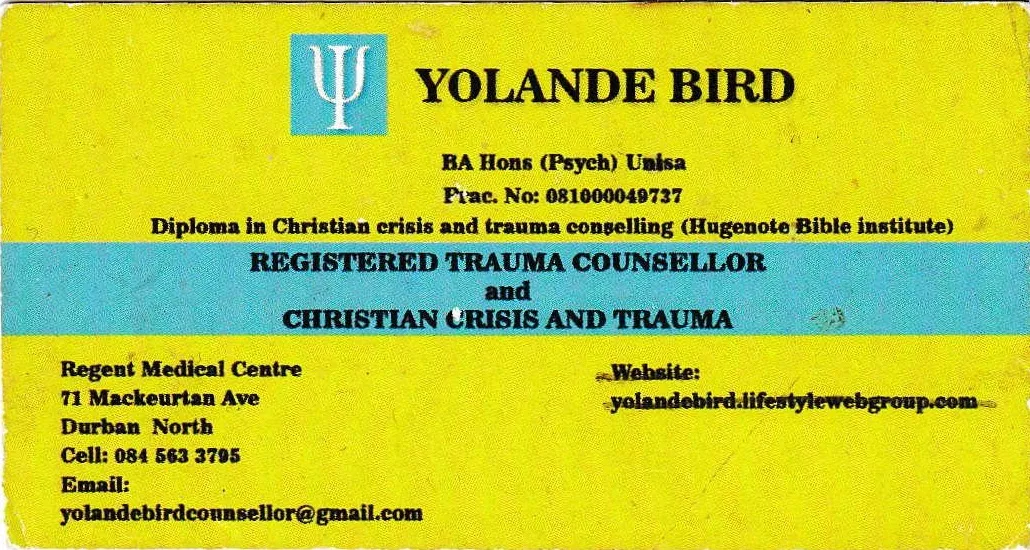 Ψ
YOLANDE BIRD
BA Hons (Psych) Unisa
Prac. No: 081000049737
Diploma in Christian crisis and trauma conselling (Hugenote Bible institute)
REGISTERED TRAUMA COUNSELLOR
and
CHRISTIAN CRISIS AND TRAUMA
Regent Medical Centre
71 Mackeurtan Ave
Durban North
Cell: 084 563 3795
Email:
yolandebirdcounsellor@gmail.com
Website:
yolandebird.lifestylewebgroup.com